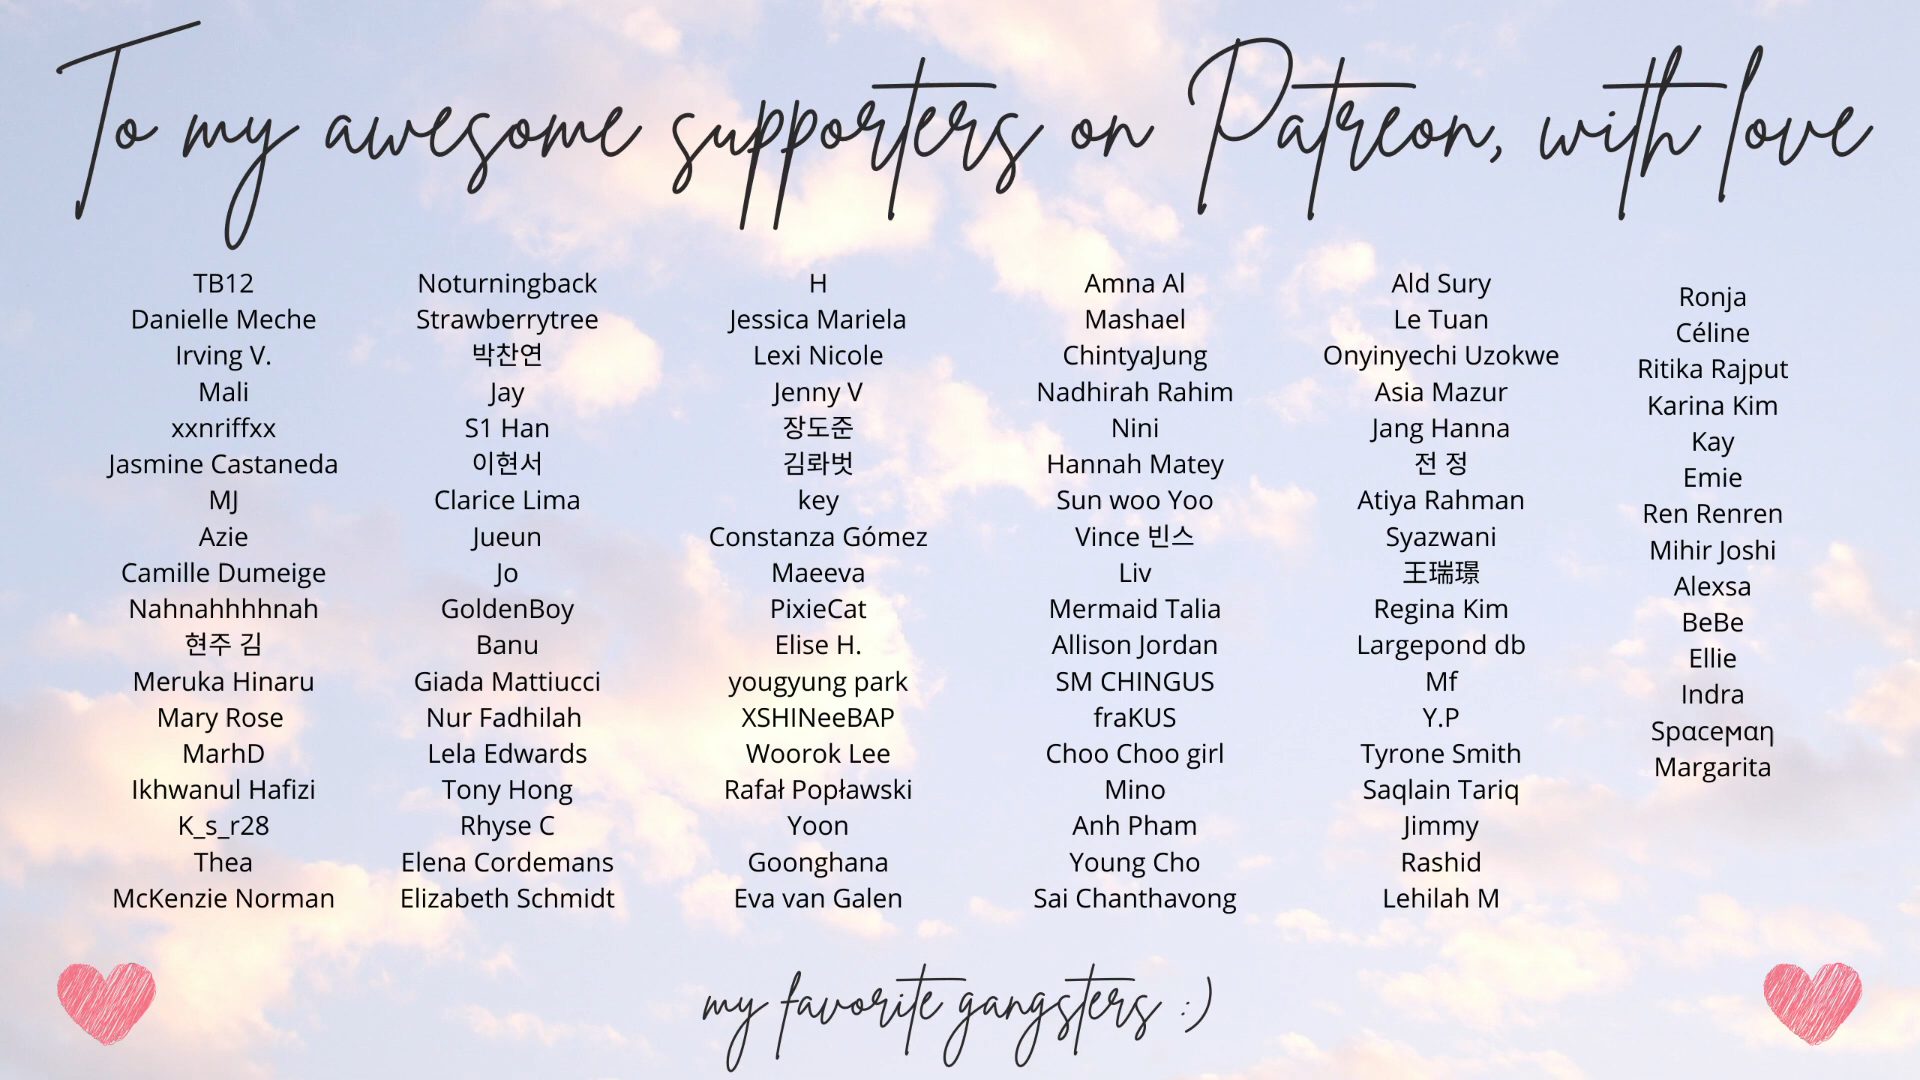 To my awesome supporters on Patreon, with love
TB12
Danielle Meche
Irving V.
Mali
xxnriffxx
Jasmine Castaneda
MJ
Azie
Camille Dumeige
Nahnahhhhnah
현주 김
Meruka Hinaru
Mary Rose
MarhD
Ikhwanul Hafizi
K_s_r28
Thea
McKenzie Norman
Noturningback
Strawberrytree
박찬연
Jay
S1 Han
이현서
Clarice Lima
Jueun
Jo
GoldenBoy
Banu
Giada Mattiucci
Nur Fadhilah
Lela Edwards
Tony Hong
Rhyse C
Elena Cordemans
Elizabeth Schmidt
H
Jessica Mariela
Lexi Nicole
Jenny V
장도준
김롸벗
key
Constanza Gómez
Maeeva
PixieCat
Elise H.
yougyung park
XSHINeeBAP
Woorok Lee
Rafał Popławski
Yoon
Goonghana
Eva van Galen
Amna Al
Mashael
ChintyaJung
Nadhirah Rahim
Nini
Hannah Matey
Sun woo Yoo
Vince 빈스
Liv
Mermaid Talia
Allison Jordan
SM CHINGUS
fraKUS
Choo Choo girl
Mino
Anh Pham
Young Cho
Sai Chanthavong
Ald Sury
Le Tuan
Onyinyechi Uzokwe
Asia Mazur
Jang Hanna
전 정
Atiya Rahman
Syazwani
王瑞璟
Regina Kim
Largepond db
Mf
Y.P
Tyrone Smith
Saqlain Tariq
Jimmy
Rashid
Lehilah M
Ronja
Céline
Ritika Rajput
Karina Kim
Kay
Emie
Ren Renren
Mihir Joshi
Alexsa
BeBe
Ellie
Indra
Spαceϻαη
Margarita
my favorite gangsters :)